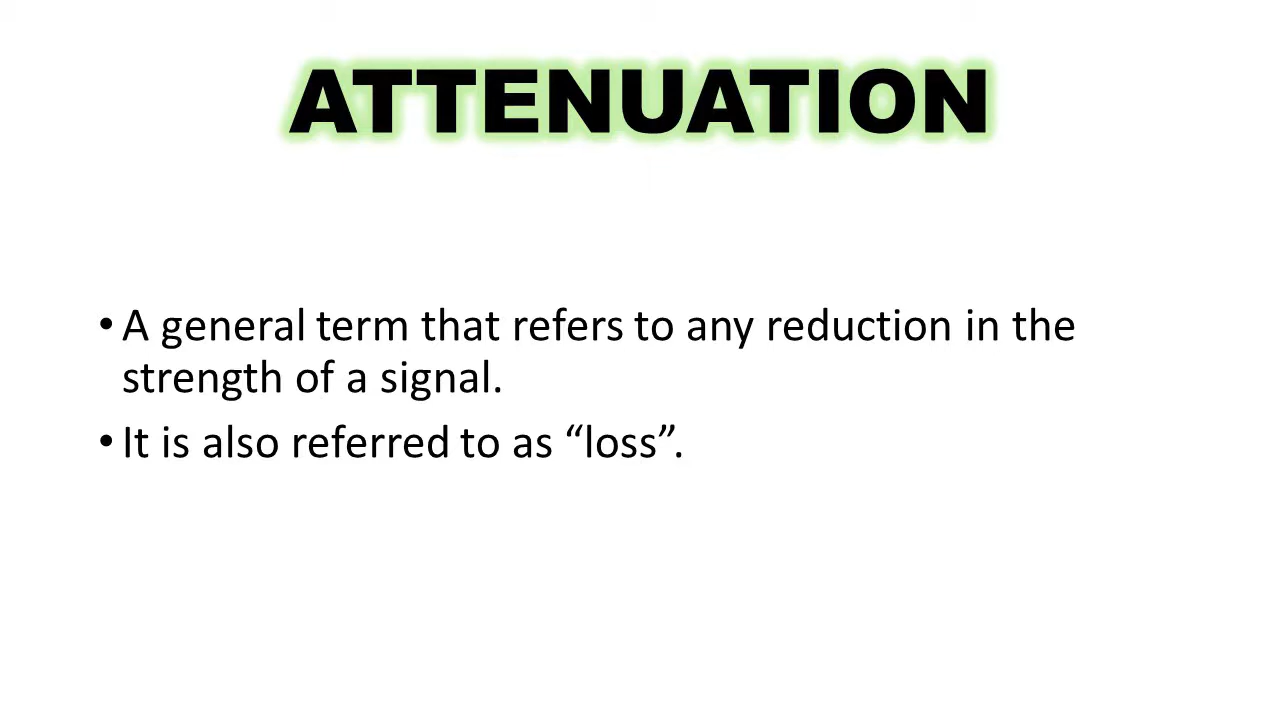 ATTENUATION
• A general term that refers to any reduction in the
strength of a signal.
• It is also referred to as “loss”.